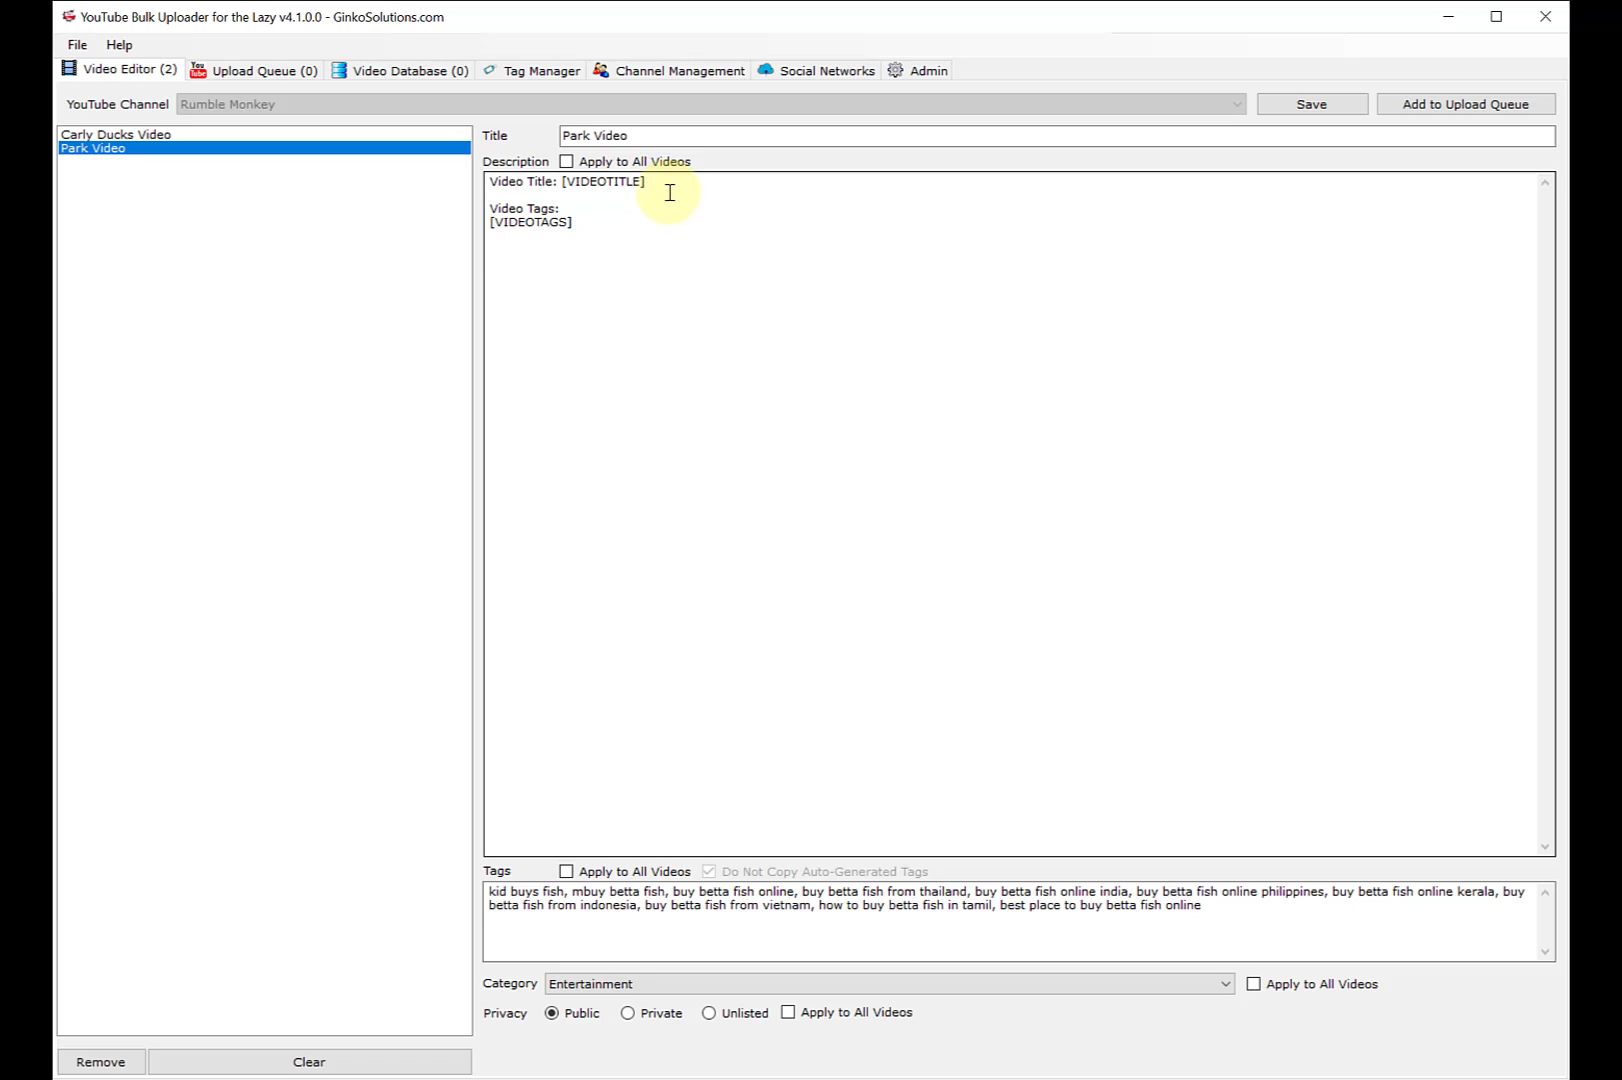 YouTube Bulk Uploader for the Lazy v4.1.0.0 - GinkoSolutions.com
File Help
Video Editor (2) You Tube Upload Queue (0) Video Database (0) Tag Manager Channel Management Social Networks Admin
YouTube Channel Rumble Monkey Save Add to Upload Queue
Carly Ducks Video
Park Video
Title Park Video
Description Apply to All Videos
Video Title: [VIDEOTITLE]
Video Tags:
[VIDEOTAGS]
Tags Apply to All Videos Do Not Copy Auto-Generated Tags
kid buys fish, mbuy betta fish, buy betta fish online, buy betta fish from thailand, buy betta fish online india, buy betta fish online philippines, buy betta fish online kerala, buy
betta fish from indonesia, buy betta fish from vietnam, how to buy betta fish in tamil, best place to buy betta fish online
Category Entertainment Apply to All Videos
Privacy Public Private Unlisted Apply to All Videos
Remove Clear